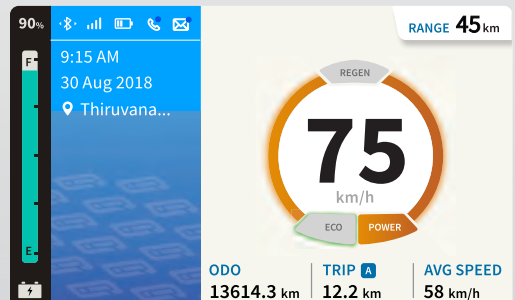 90%
F
E
9:15 AM
30 Aug 2018
Thiruvana...
RANGE 45 km
REGEN
75
km/h
ECO POWER
ODO
13614.3 km
TRIP A
12.2 km
AVG SPEED
58 km/h